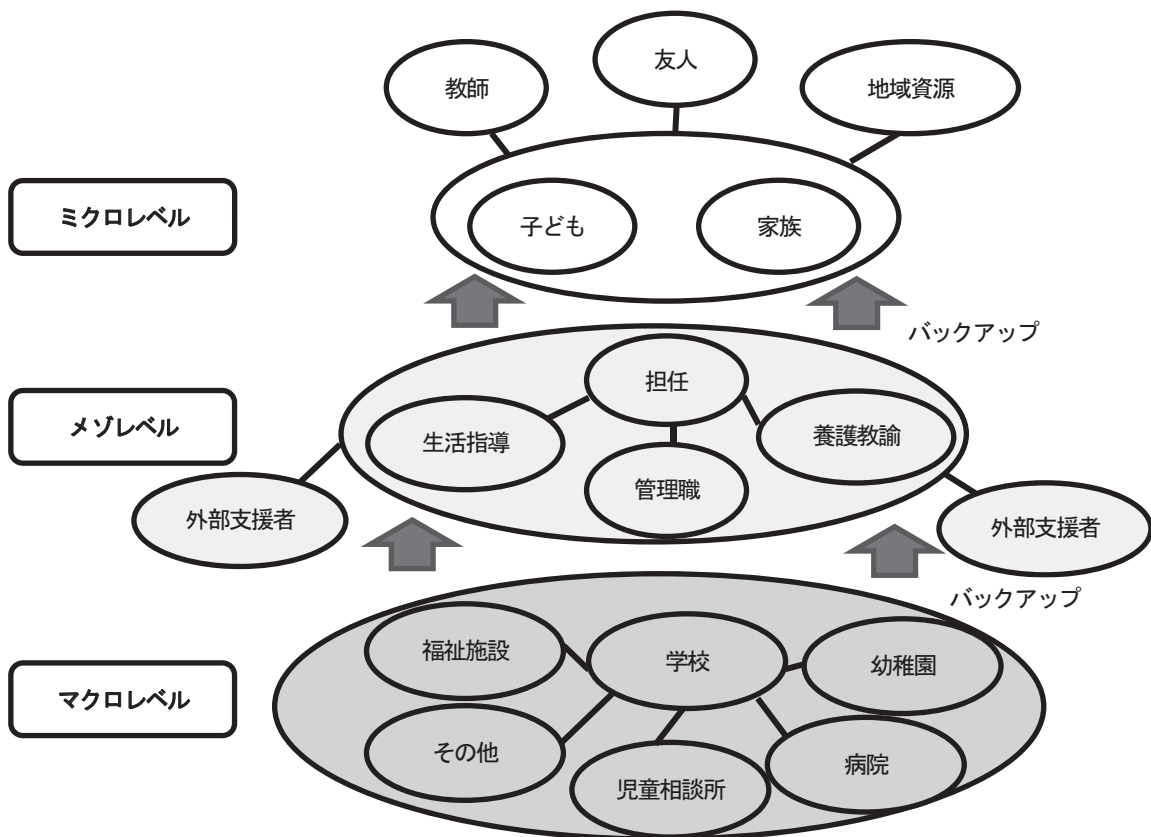 友人
教師
地域資源
ミクロレベル
子ども
家族
バックアップ
担任
メゾレベル
生活指導
養護教諭
管理職
外部支援者
外部支援者
バックアップ
福祉施設
学校
幼稚園
マクロレベル
その他
病院
児童相談所